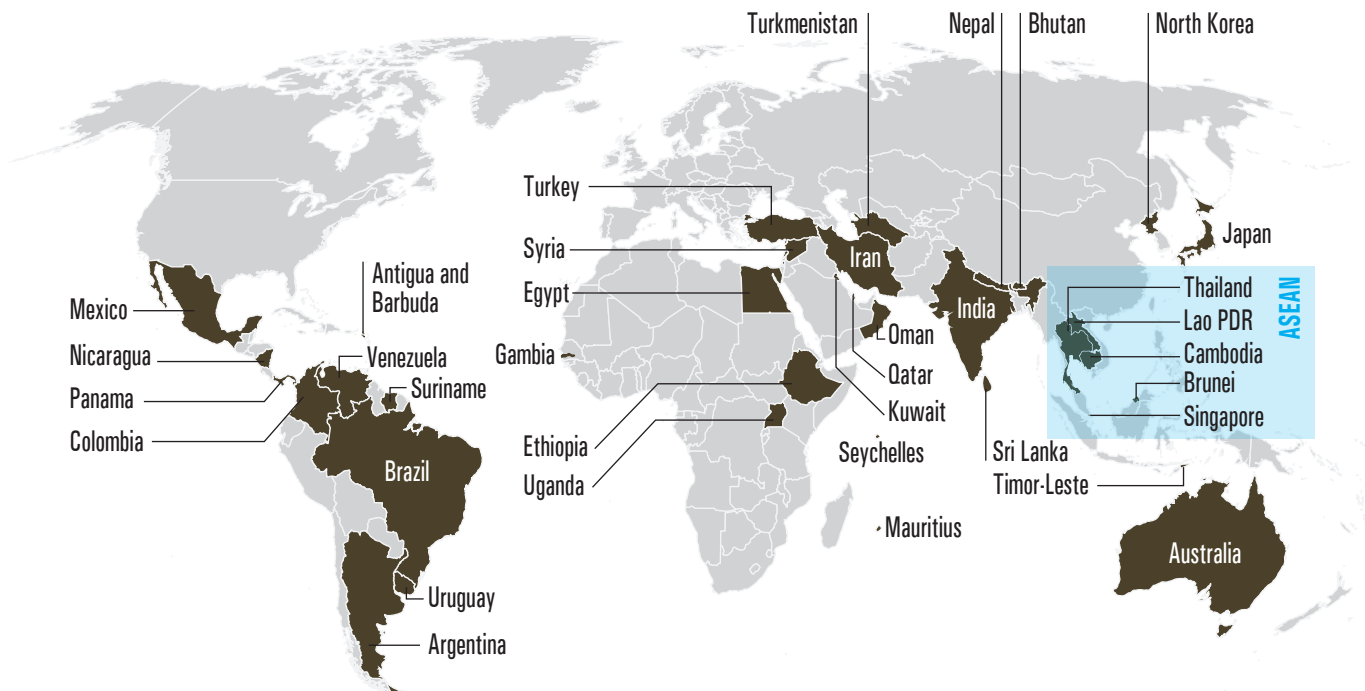 Turkmenistan
Nepal
Bhutan
North Korea
Turkey
Syria
Egypt
Gambia
Ethiopia
Uganda
Iran
India
Japan
Oman
Qatar
Kuwait
Seychelles
Mauritius
Sri Lanka
Timor-Leste
ASEAN
Thailand
Lao PDR
Cambodia
Brunei
Singapore
Australia
Mexico
Nicaragua
Panama
Colombia
Antigua and
Barbuda
Venezuela
Suriname
Brazil
Uruguay
Argentina